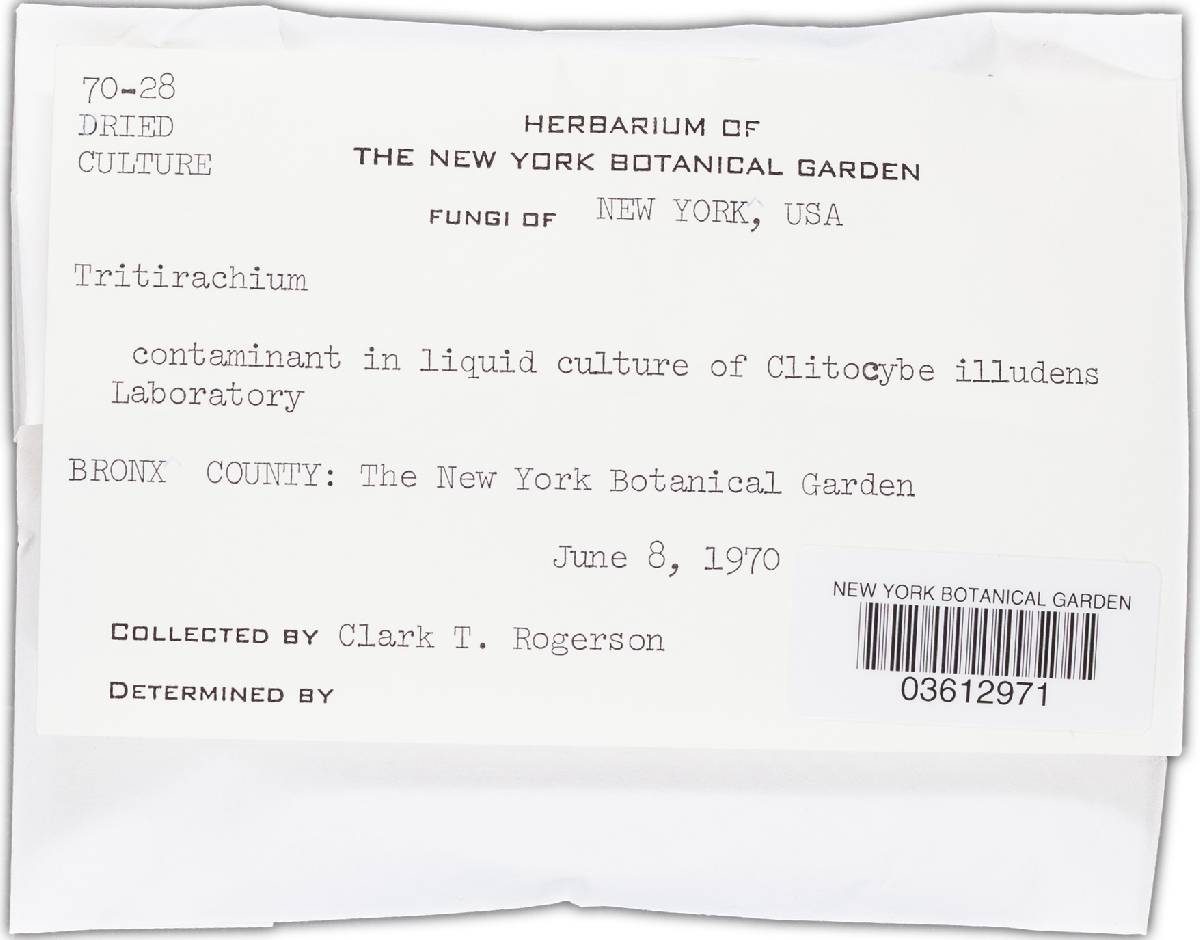 70-28
DRIED
CULTURE
HERBARIUM OF
THE NEW YORK BOTANICAL GARDEN
FUNGI OF NEW YORK, USA
Tritirachium
contaminant in liquid culture of Clitocybe illudens
Laboratory
BRONX COUNTY: The New York Botanical Garden
June 8, 1970
COLLECTED BY Clark T. Rogerson
DETERMINED BY
NEW YORK BOTANICAL GARDEN
03612971